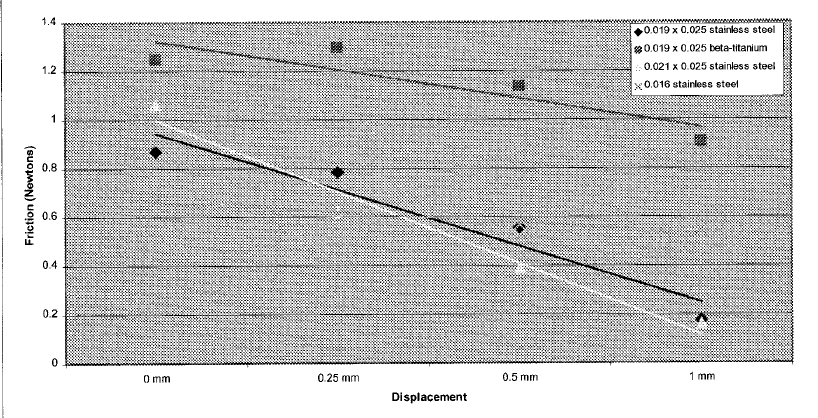 1.4
1.2
1
0.8
0.6
0.4
0.2
0
Friction (Newtons)
0.019 x 0.025 stainless steel
0.019 x 0.025 beta-titanium
0.021 x 0.025 stainless steel
0.016 stainless steel
0 mm
0.25 mm
0.5 mm
1 mm
Displacement